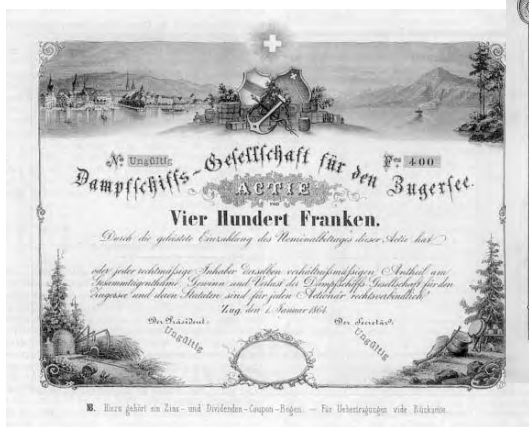 No Ungültig
Fcs 400
Dampfschiffs-Gesellschaft für den Zugersee.
ACTIE
von
Vier Hundert Franken.
Durch die geleistete Einzahlung des Nominalbetrages dieser Actie hat
oder jeder rechtmässige Inhaber derselben verhältnissmässigen Antheil am
Gesammteigenthum, Gewinn und Verlust der Dampfschiffs-Gesellschaft für den
Zugersee und deren Statuten sind für jeden Actionär rechtsverbindlich.
Zug, den 1. Januar 1864.
Der Präsident:
Der Secretär:
Ungültig
Ungültig
18. Hiezu gehört ein Zins- und Dividenden-Coupon-Bogen. — Für Uebertragungen vide Rückseite.